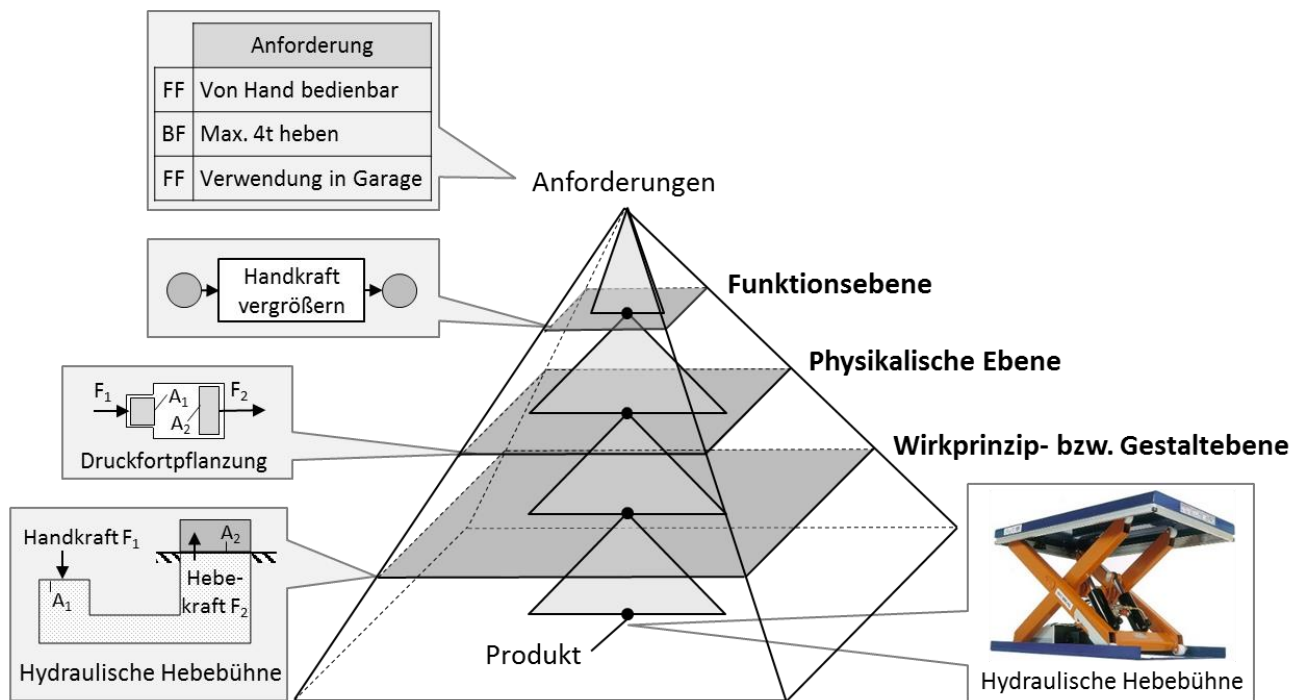 Anforderung
FF Von Hand bedienbar
BF Max. 4t heben
FF Verwendung in Garage
Anforderungen
Handkraft
vergrößern
Funktionsebene
Physikalische Ebene
F1
A1
A2
F2
Druckfortpflanzung
Wirkprinzip- bzw. Gestaltebene
Handkraft F1
A1
A2
Hebe-
kraft F2
Hydraulische Hebebühne
Produkt
Hydraulische Hebebühne